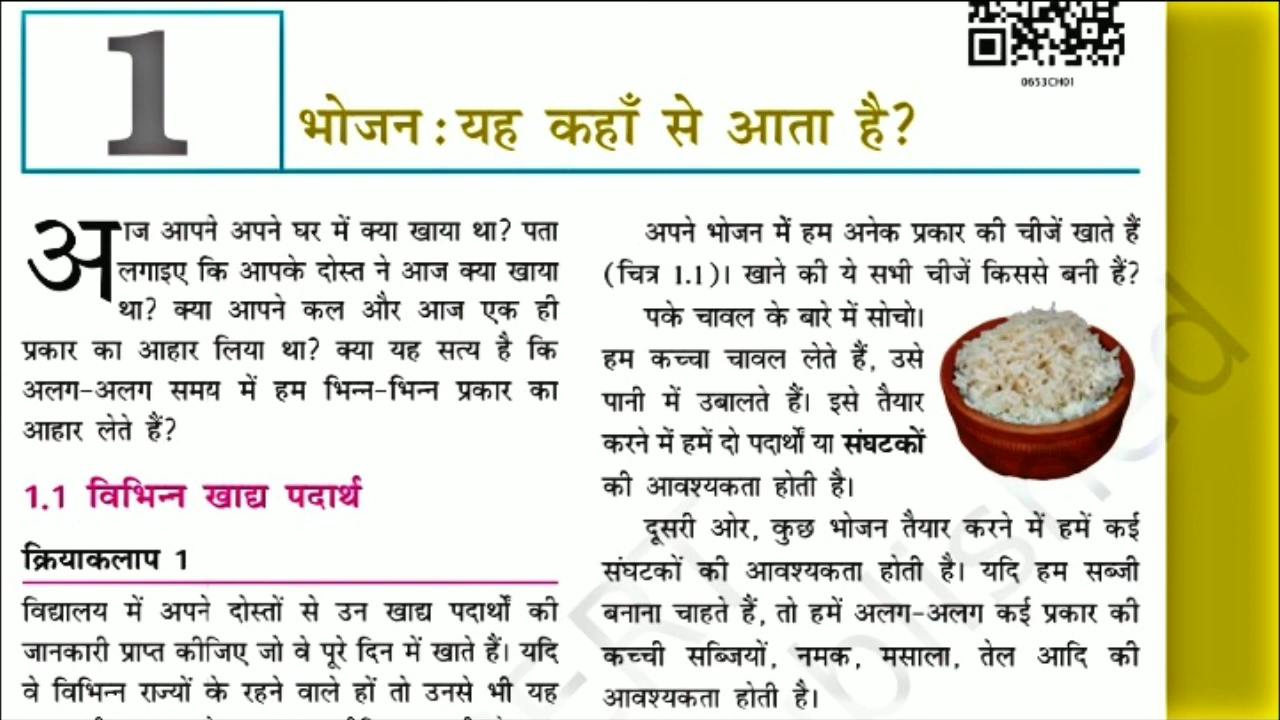 1
0653CH01
भोजन : यह कहाँ से आता है?
आज आपने अपने घर में क्या खाया था? पता
लगाइए कि आपके दोस्त ने आज क्या खाया
था? क्या आपने कल और आज एक ही
प्रकार का आहार लिया था? क्या यह सत्य है कि
अलग-अलग समय में हम भिन्न-भिन्न प्रकार का
आहार लेते हैं?
1.1 विभिन्न खाद्य पदार्थ
क्रियाकलाप 1
विद्यालय में अपने दोस्तों से उन खाद्य पदार्थों की
जानकारी प्राप्त कीजिए जो वे पूरे दिन में खाते हैं। यदि
वे विभिन्न राज्यों के रहने वाले हों तो उनसे भी यह
अपने भोजन में हम अनेक प्रकार की चीजें खाते हैं
(चित्र 1.1)। खाने की ये सभी चीजें किससे बनी हैं?
पके चावल के बारे में सोचो।
हम कच्चा चावल लेते हैं, उसे
पानी में उबालते हैं। इसे तैयार
करने में हमें दो पदार्थों या संघटकों
की आवश्यकता होती है।
दूसरी ओर, कुछ भोजन तैयार करने में हमें कई
संघटकों की आवश्यकता होती है। यदि हम सब्जी
बनाना चाहते हैं, तो हमें अलग-अलग कई प्रकार की
कच्ची सब्जियों, नमक, मसाला, तेल आदि की
आवश्यकता होती है।